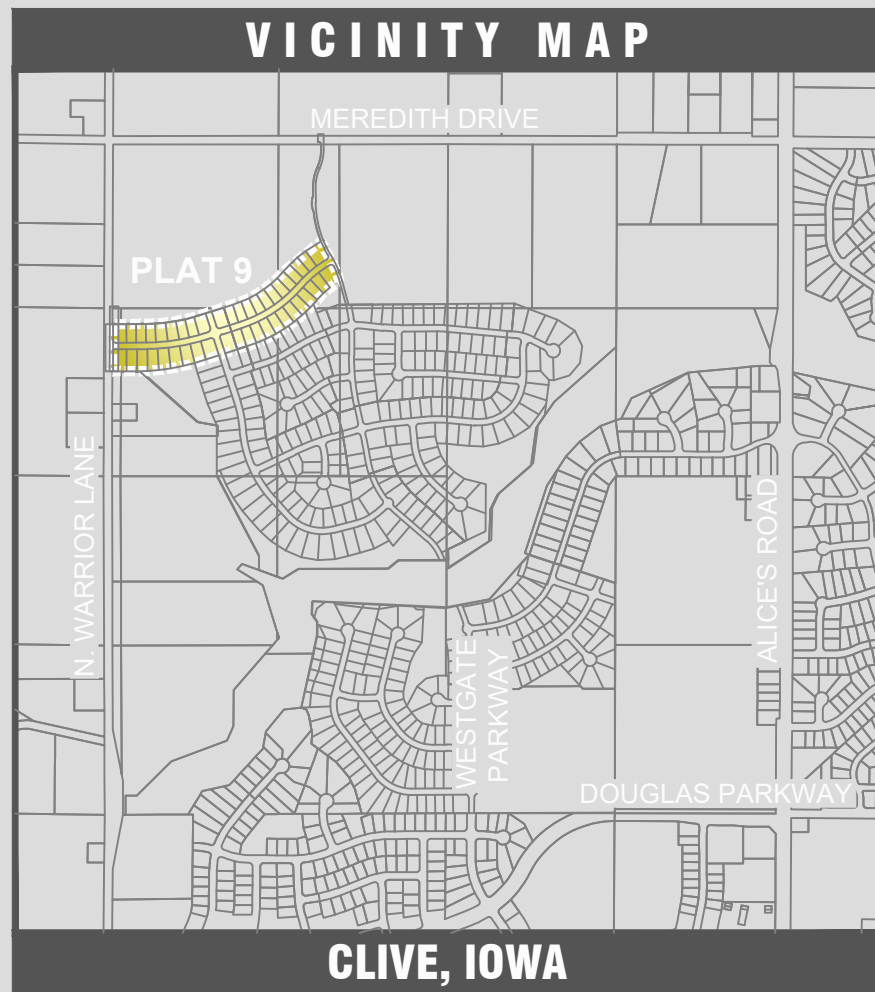 VICINITY MAP
MEREDITH DRIVE
PLAT 9
N. WARRIOR LANE
ALICE'S ROAD
WESTGATE
PARKWAY
DOUGLAS PARKWAY
CLIVE, IOWA